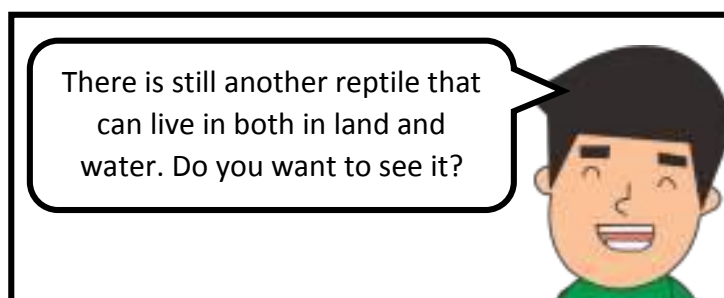 There is still another reptile that
can live in both in land and
water. Do you want to see it?